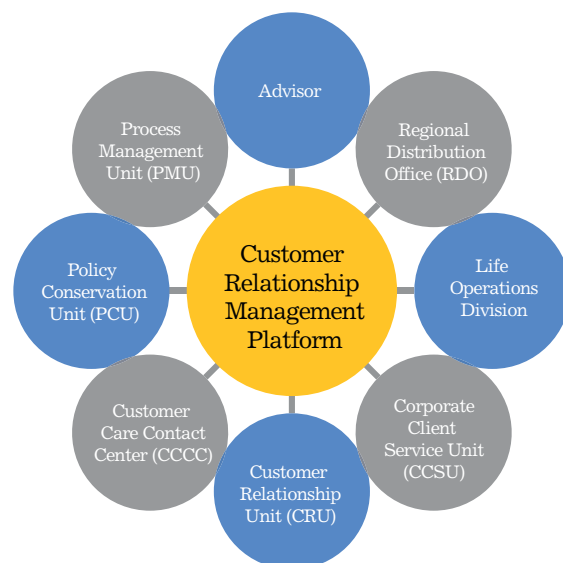 Advisor
Process
Management
Unit (PMU)
Regional
Distribution
Office (RDO)
Customer
Relationship
Management
Platform
Policy
Conservation
Unit (PCU)
Life
Operations
Division
Customer
Care Contact
Center (CCCC)
Corporate
Client
Service Unit
(CCSU)
Customer
Relationship
Unit (CRU)